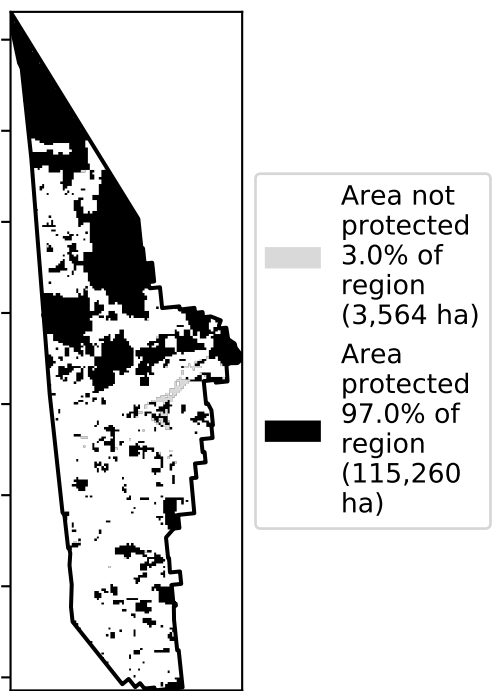 Area not
protected
3.0% of
region
(3,564 ha)
Area
protected
97.0% of
region
(115,260
ha)